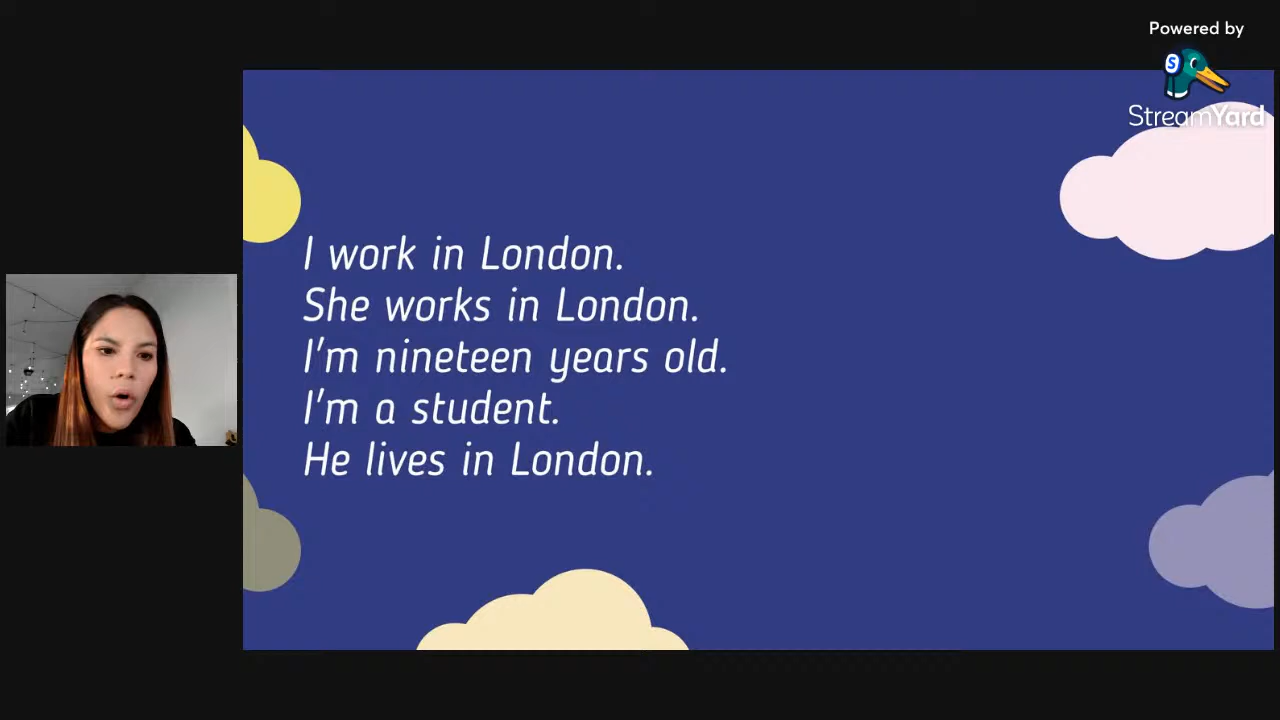 Powered by
StreamYard
I work in London.
She works in London.
I'm nineteen years old.
I'm a student.
He lives in London.